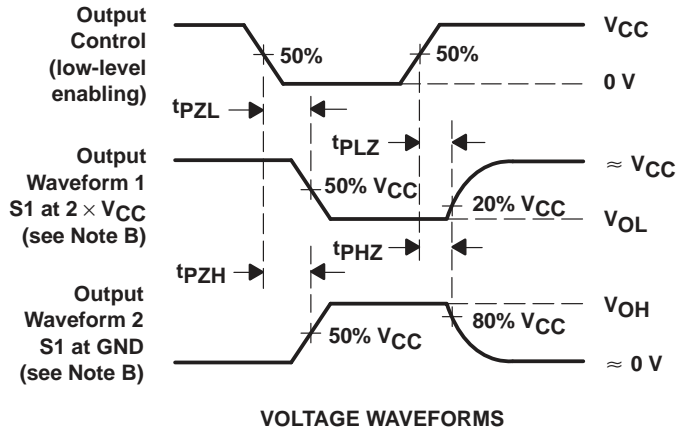 Output
Control
(low-level
enabling)
50%
50%
VCC
0 V
tPZL
tPLZ
Output
Waveform 1
S1 at 2 × VCC
(see Note B)
50% VCC
20% VCC
≈ VCC
VOL
tPZH
tPHZ
Output
Waveform 2
S1 at GND
(see Note B)
50% VCC
80% VCC
VOH
≈ 0 V
VOLTAGE WAVEFORMS